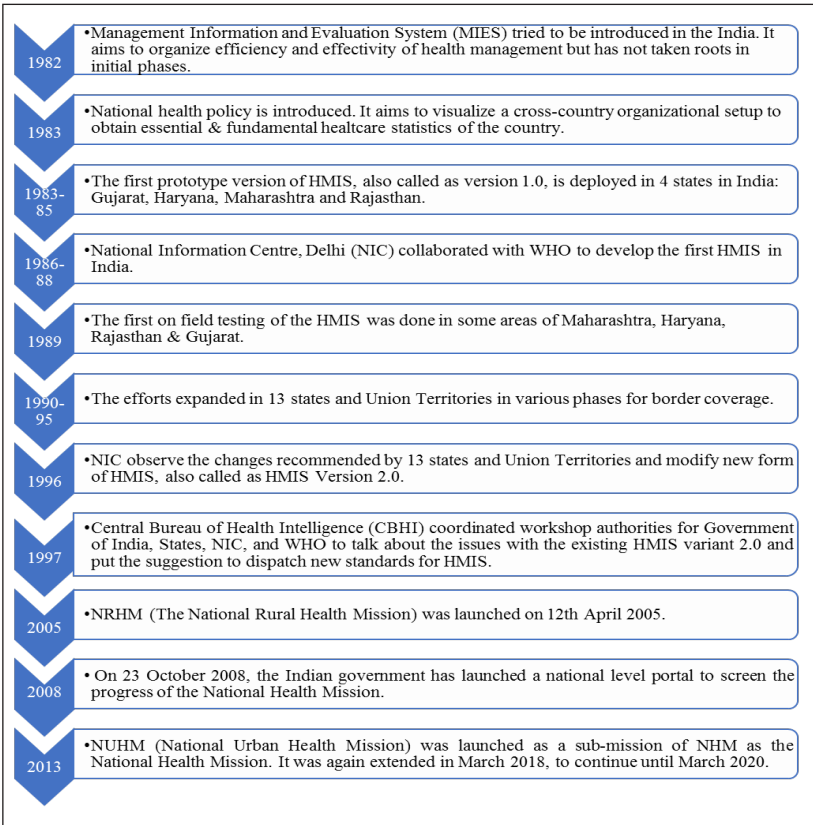 1982
•Management Information and Evaluation System (MIES) tried to be introduced in the India. It
aims to organize efficiency and effectivity of health management but has not taken roots in
initial phases.
1983
•National health policy is introduced. It aims to visualize a cross-country organizational setup to
obtain essential & fundamental healtcare statistics of the country.
1983-
85
•The first prototype version of HMIS, also called as version 1.0, is deployed in 4 states in India:
Gujarat, Haryana, Maharashtra and Rajasthan.
1986-
88
•National Information Centre, Delhi (NIC) collaborated with WHO to develop the first HMIS in
India.
1989
•The first on field testing of the HMIS was done in some areas of Maharashtra, Haryana,
Rajasthan & Gujarat.
1990-
95
•The efforts expanded in 13 states and Union Territories in various phases for border coverage.
1996
•NIC observe the changes recommended by 13 states and Union Territories and modify new form
of HMIS, also called as HMIS Version 2.0.
1997
•Central Bureau of Health Intelligence (CBHI) coordinated workshop authorities for Government
of India, States, NIC, and WHO to talk about the issues with the existing HMIS variant 2.0 and
put the suggestion to dispatch new standards for HMIS.
2005
•NRHM (The National Rural Health Mission) was launched on 12th April 2005.
2008
• On 23 October 2008, the Indian government has launched a national level portal to screen the
progress of the National Health Mission.
2013
•NUHM (National Urban Health Mission) was launched as a sub-mission of NHM as the
National Health Mission. It was again extended in March 2018, to continue until March 2020.